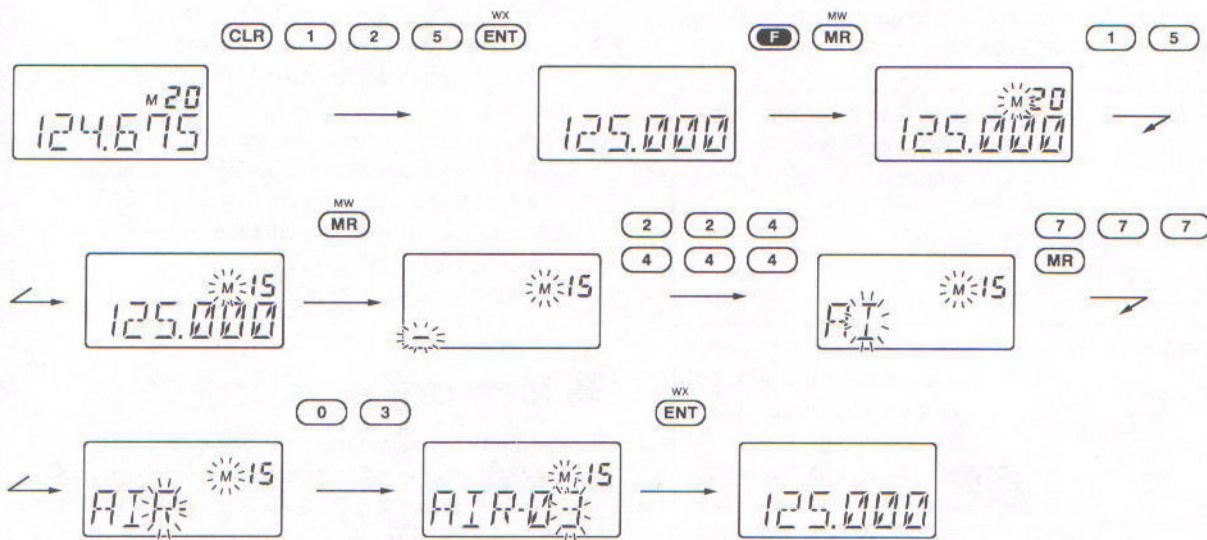 WX MW
CLR 1 2 5 ENT F MR 1 5
M 20
124.675
125.000
M 20
125.000
MW
MR
2 2 4
4 4 4
7 7 7
MR
M 15
125.000
M 15
_
M 15
AI
0 3
WX
ENT
M 15
AIR
M 15
AIR-03
125.000